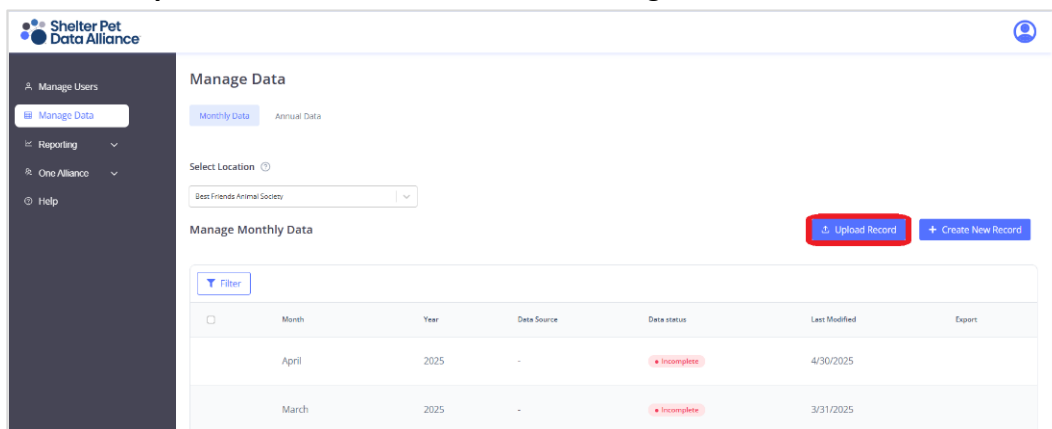 Shelter Pet
Data Alliance
Manage Users
Manage Data
Reporting
One Alliance
Help
Manage Data
Monthly Data Annual Data
Select Location
Best Friends Animal Society
Manage Monthly Data
Upload Record
+ Create New Record
Filter
Month Year Data Source Data status Last Modified Export
April 2025 - Incomplete 4/30/2025
March 2025 - Incomplete 3/31/2025